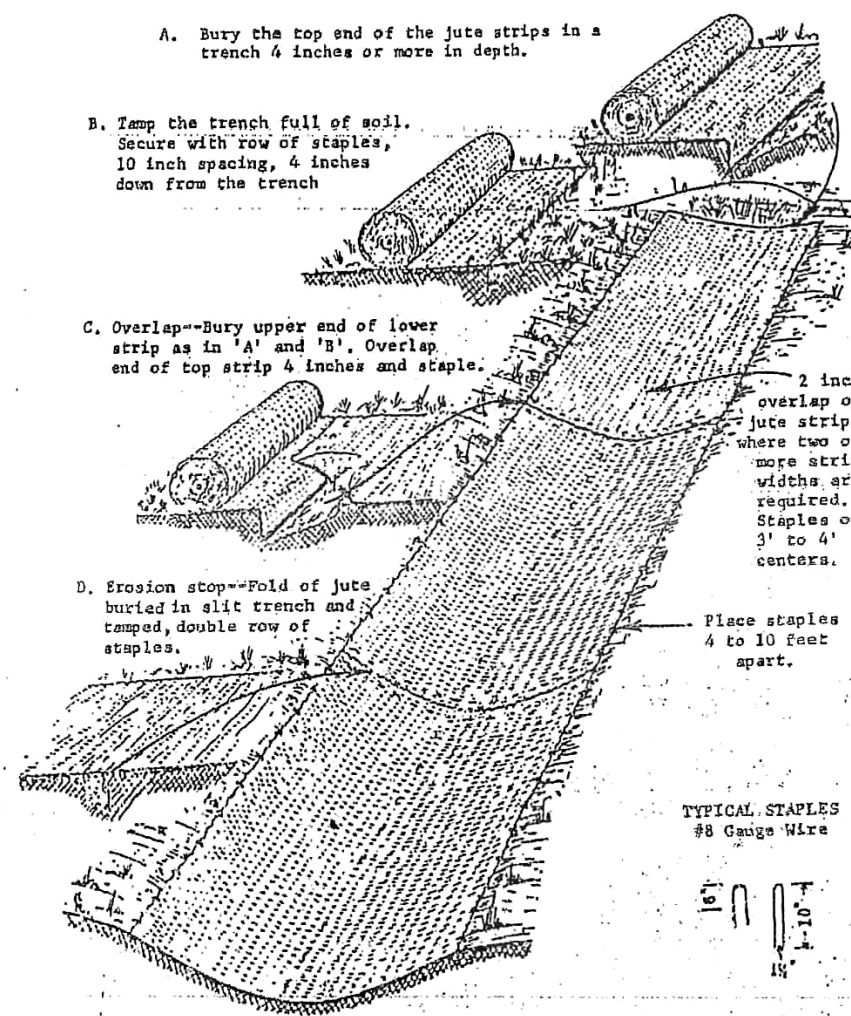 A. Bury the top end of the jute strips in a
trench 4 inches or more in depth.
B. Tamp the trench full of soil.
Secure with row of staples,
10 inch spacing, 4 inches
down from the trench
C. Overlap--Bury upper end of lower
strip as in 'A' and 'B'. Overlap
end of top strip 4 inches and staple.
2 inc
overlap o
jute strip
where two o
more stri
widths ar
required.
Staples o
3' to 4'
centers.
D. Erosion stop--Fold of jute
buried in slit trench and
tamped, double row of
staples.
Place staples
4 to 10 feet
apart.
TYPICAL STAPLES
#8 Gauge Wire
6"
10"